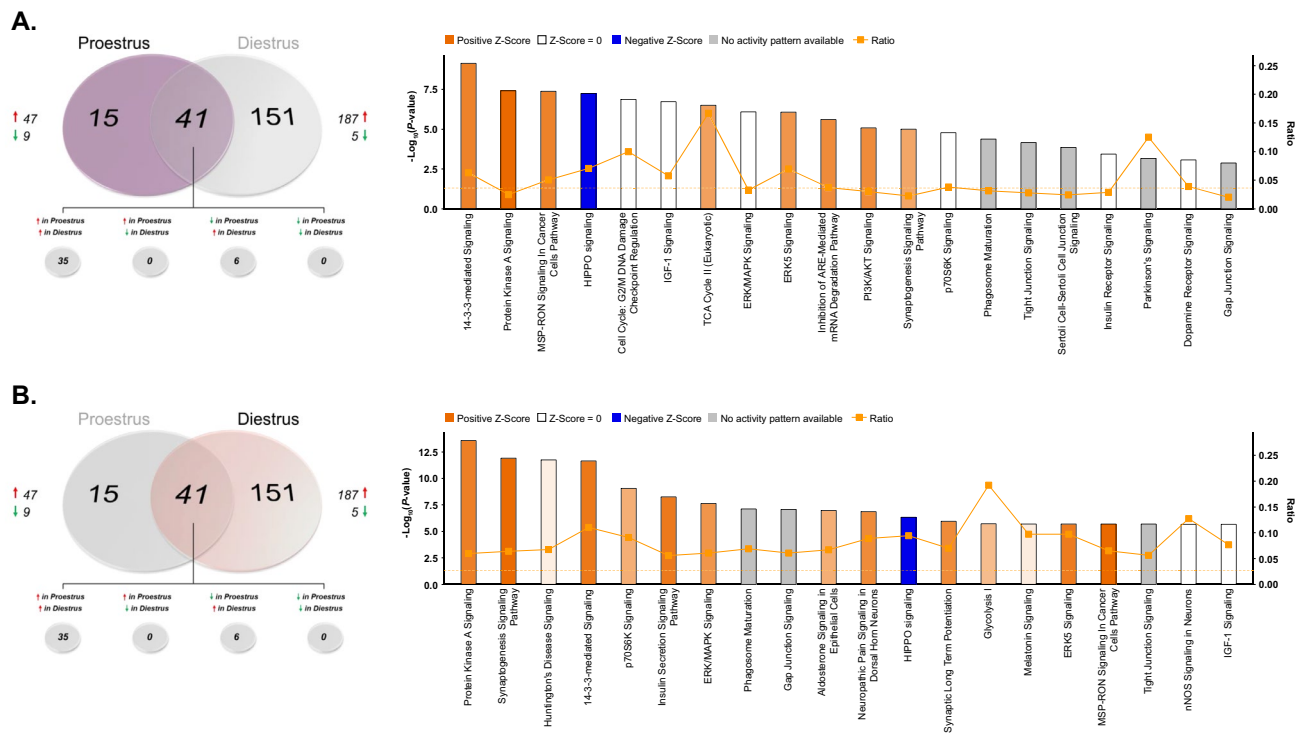 A.
Proestrus
Diestrus
15
41
151
↑ 47
↓ 9
187 ↑
5 ↓
↑ in Proestrus
↑ in Diestrus
↑ in Proestrus
↓ in Diestrus
↓ in Proestrus
↑ in Diestrus
↓ in Proestrus
↓ in Diestrus
35
0
6
0
Positive Z-Score
Z-Score = 0
Negative Z-Score
No activity pattern available
Ratio
-Log10(P-value)
7.5
5.0
2.5
0.0
0.25
0.20
0.15
0.10
0.05
0.00
Ratio
14-3-3-mediated Signaling
Protein Kinase A Signaling
MSP-RON Signaling In Cancer
Cells Pathway
HIPPO signaling
Cell Cycle: G2/M DNA Damage
Checkpoint Regulation
IGF-1 Signaling
TCA Cycle II (Eukaryotic)
ERK/MAPK Signaling
ERK5 Signaling
Inhibition of ARE-Mediated
mRNA Degradation Pathway
PI3K/AKT Signaling
Synaptogenesis Signaling
Pathway
p70S6K Signaling
Phagosome Maturation
Tight Junction Signaling
Sertoli Cell-Sertoli Cell Junction
Signaling
Insulin Receptor Signaling
Parkinson's Signaling
Dopamine Receptor Signaling
Gap Junction Signaling
B.
Proestrus
Diestrus
15
41
151
↑ 47
↓ 9
187 ↑
5 ↓
↑ in Proestrus
↑ in Diestrus
↑ in Proestrus
↓ in Diestrus
↓ in Proestrus
↑ in Diestrus
↓ in Proestrus
↓ in Diestrus
35
0
6
0
Positive Z-Score
Z-Score = 0
Negative Z-Score
No activity pattern available
Ratio
-Log10(P-value)
12.5
10.0
7.5
5.0
2.5
0.0
0.25
0.20
0.15
0.10
0.05
0.00
Ratio
Protein Kinase A Signaling
Synaptogenesis Signaling
Pathway
Huntington's Disease Signaling
14-3-3-mediated Signaling
p70S6K Signaling
Insulin Secretion Signaling
Pathway
ERK/MAPK Signaling
Phagosome Maturation
Gap Junction Signaling
Aldosterone Signaling in
Epithelial Cells
Neuropathic Pain Signaling in
Dorsal Horn Neurons
HIPPO signaling
Synaptic Long Term Potentiation
Glycolysis I
Melatonin Signaling
ERK5 Signaling
MSP-RON Signaling In Cancer
Cells Pathway
Tight Junction Signaling
nNOS Signaling in Neurons
IGF-1 Signaling